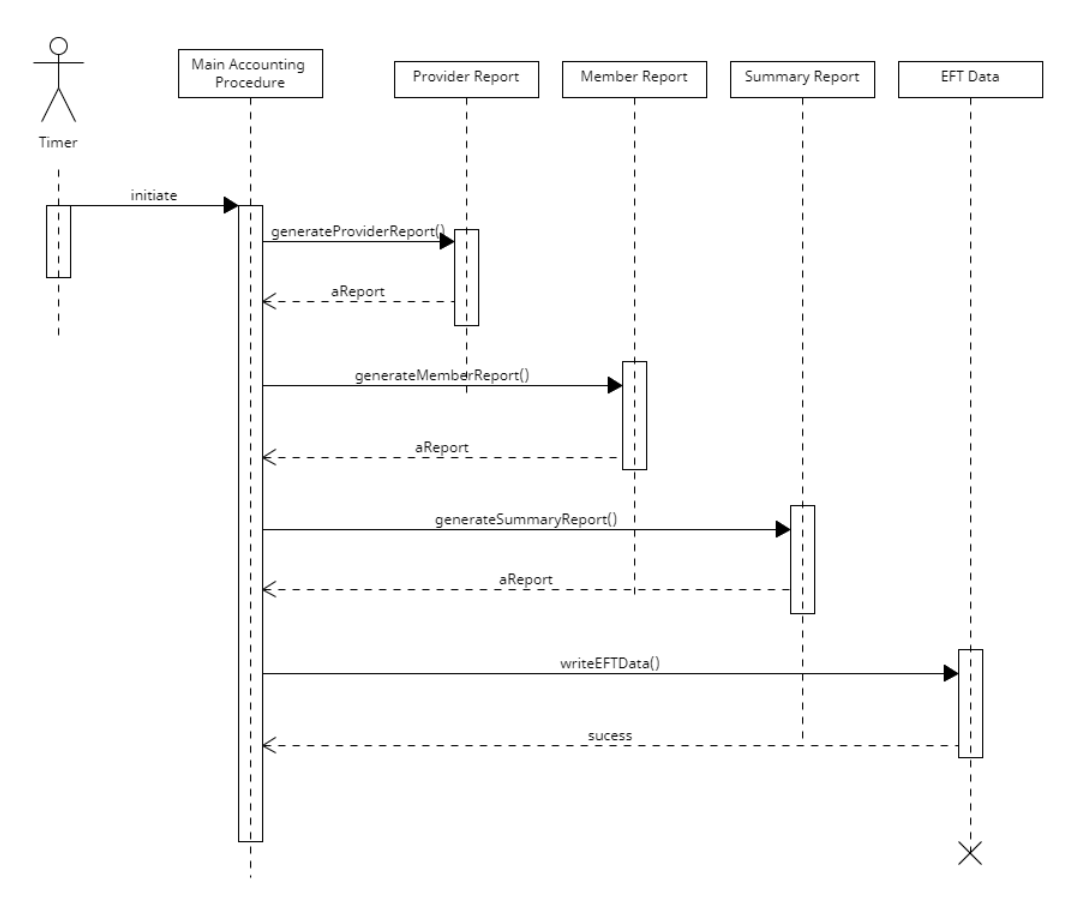 Main Accounting
Procedure
Provider Report
Member Report
Summary Report
EFT Data
Timer
initiate
generateProviderReport()
aReport
generateMemberReport()
aReport
generateSummaryReport()
aReport
writeEFTData()
sucess